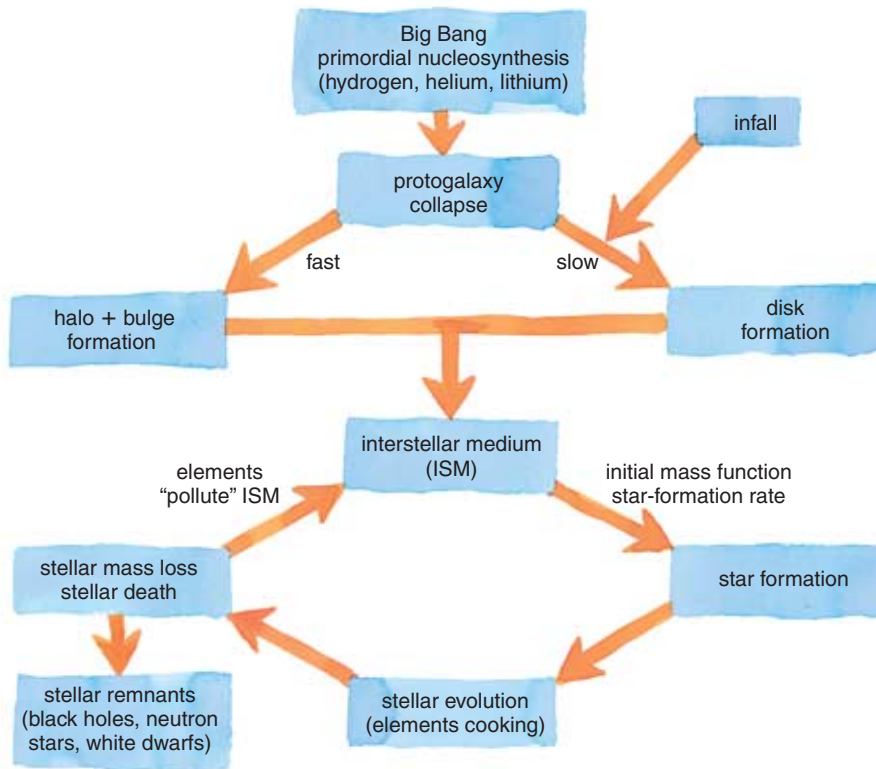 Big Bang
primordial nucleosynthesis
(hydrogen, helium, lithium)
infall
protogalaxy
collapse
fast
slow
halo + bulge
formation
disk
formation
interstellar medium
(ISM)
elements
“pollute” ISM
initial mass function
star-formation rate
stellar mass loss
stellar death
star formation
stellar remnants
(black holes, neutron
stars, white dwarfs)
stellar evolution
(elements cooking)